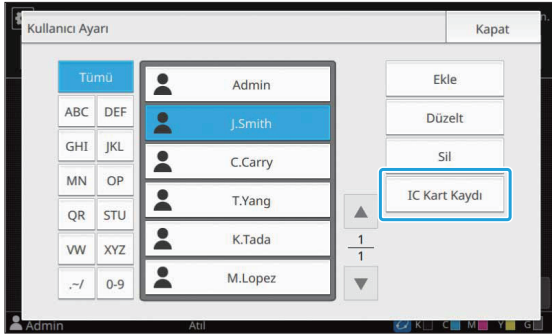 Kullanıcı Ayarı
Kapat
Tümü
ABC DEF
GHI JKL
MN OP
QR STU
VW XYZ
.~/ 0-9
Admin
J.Smith
C.Carry
T.Yang
K.Tada
M.Lopez
1
1
Ekle
Düzelt
Sil
IC Kart Kaydı
Admin
Atıl
K C M Y G